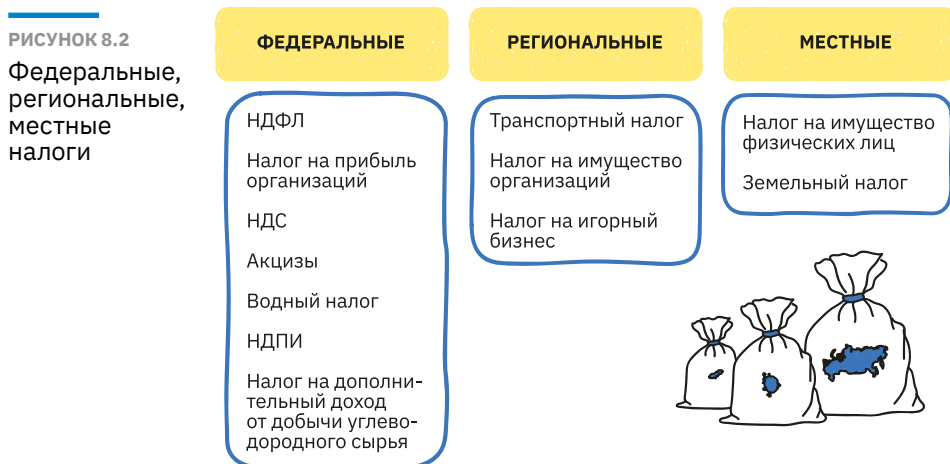 РИСУНОК 8.2
Федеральные,
региональные,
местные
налоги
ФЕДЕРАЛЬНЫЕ
НДФЛ
Налог на прибыль
организаций
НДС
Акцизы
Водный налог
НДПИ
Налог на дополни-
тельный доход
от добычи углево-
дородного сырья
РЕГИОНАЛЬНЫЕ
Транспортный налог
Налог на имущество
организаций
Налог на игорный
бизнес
МЕСТНЫЕ
Налог на имущество
физических лиц
Земельный налог